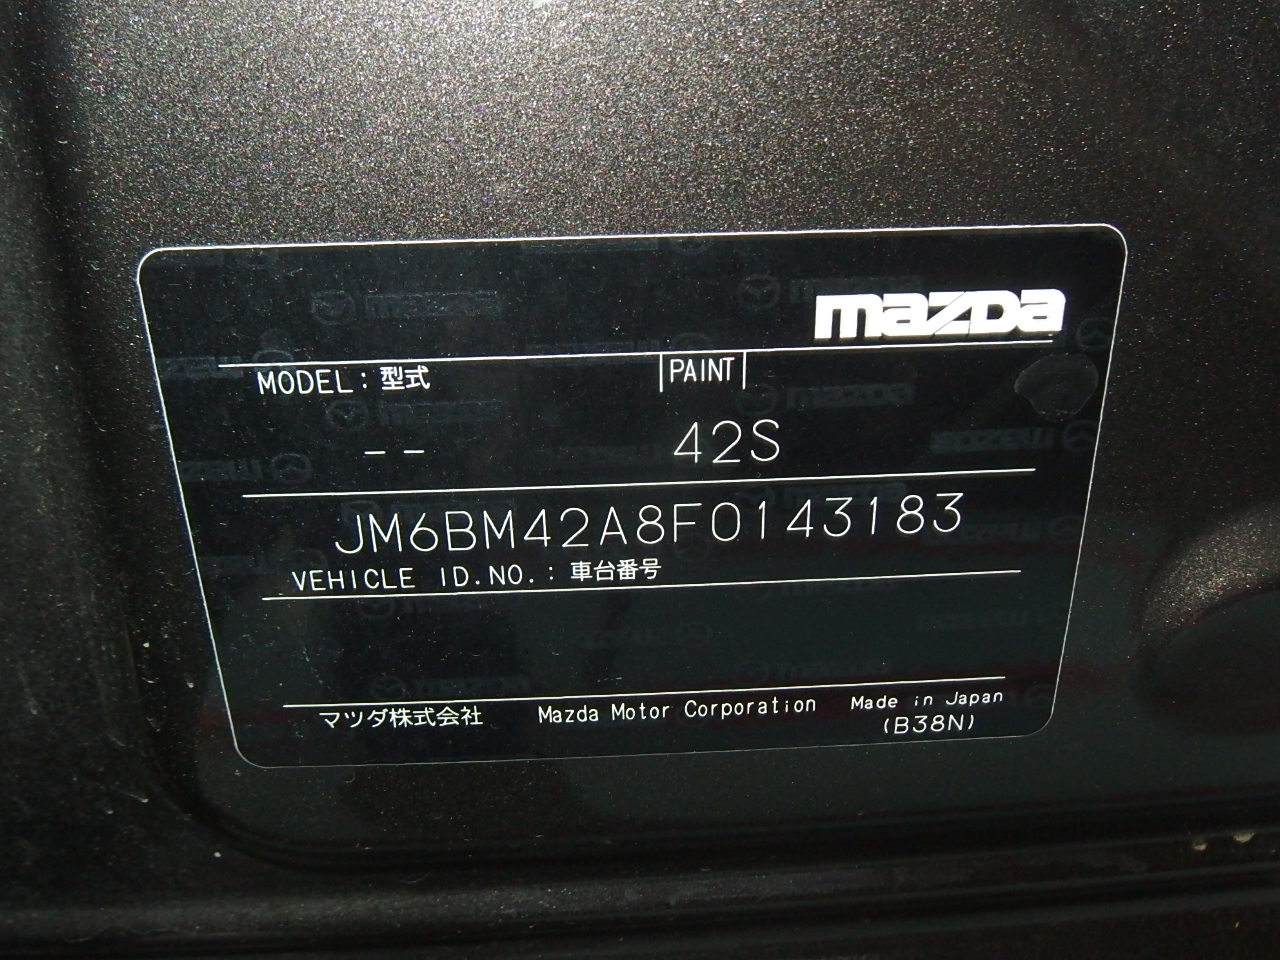 mazda
MODEL: 型式
PAINT
-- 42S
JM6BM42A8F0143183
VEHICLE ID.NO.: 車台番号
マツダ株式会社 Mazda Motor Corporation Made in Japan
(B38N)